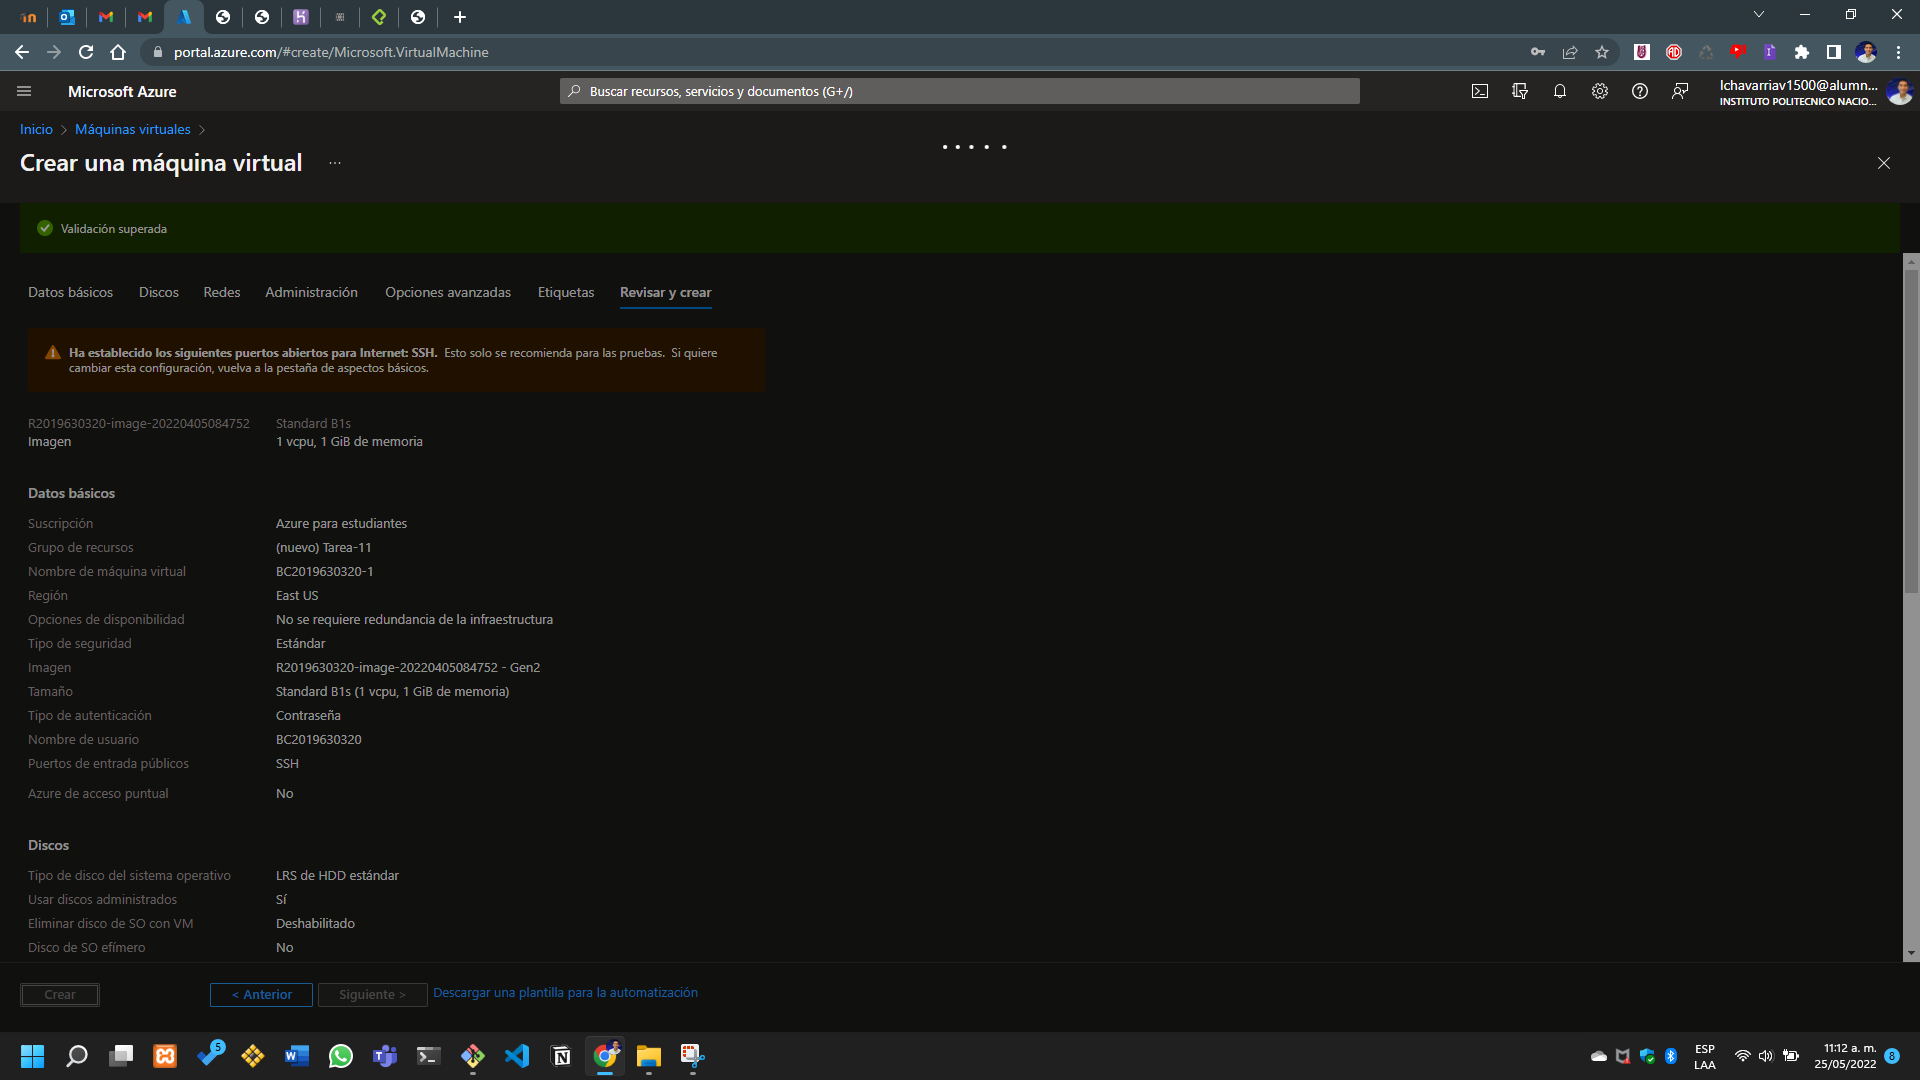 portal.azure.com/#create/Microsoft.VirtualMachine
Microsoft Azure
Buscar recursos, servicios y documentos (G+/)
lchavarriav1500@alumn...
INSTITUTO POLITECNICO NACIO...
Inicio > Máquinas virtuales >
Crear una máquina virtual ...
Validación superada
Datos básicos Discos Redes Administración Opciones avanzadas Etiquetas Revisar y crear
Ha establecido los siguientes puertos abiertos para Internet: SSH. Esto solo se recomienda para las pruebas. Si quiere
cambiar esta configuración, vuelva a la pestaña de aspectos básicos.
R2019630320-image-20220405084752 Standard B1s
Imagen 1 vcpu, 1 GiB de memoria
Datos básicos
Suscripción Azure para estudiantes
Grupo de recursos (nuevo) Tarea-11
Nombre de máquina virtual BC2019630320-1
Región East US
Opciones de disponibilidad No se requiere redundancia de la infraestructura
Tipo de seguridad Estándar
Imagen R2019630320-image-20220405084752 - Gen2
Tamaño Standard B1s (1 vcpu, 1 GiB de memoria)
Tipo de autenticación Contraseña
Nombre de usuario BC2019630320
Puertos de entrada públicos SSH
Azure de acceso puntual No
Discos
Tipo de disco del sistema operativo LRS de HDD estándar
Usar discos administrados Sí
Eliminar disco de SO con VM Deshabilitado
Disco de SO efímero No
Crear < Anterior Siguiente > Descargar una plantilla para la automatización
5
ESP
LAA
11:12 a. m.
25/05/2022
8